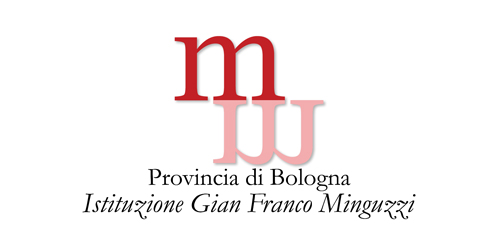 m
m
Provincia di Bologna
Istituzione Gian Franco Minguzzi